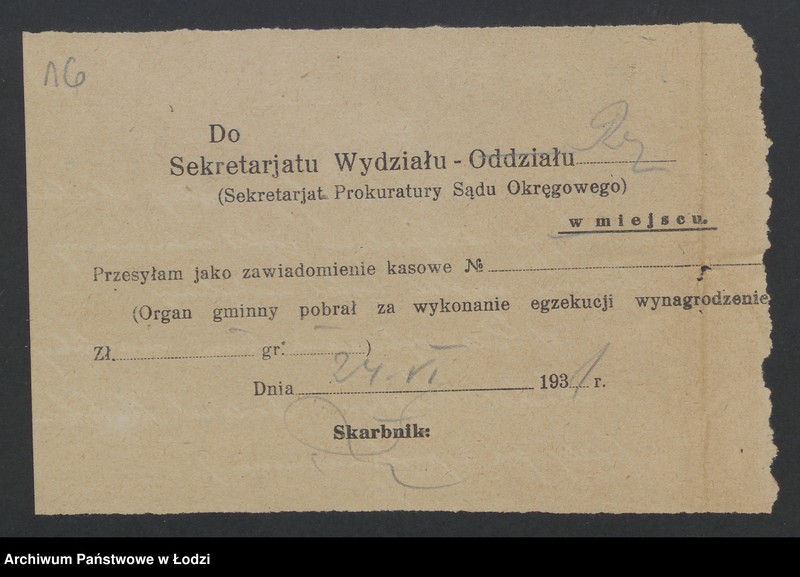 16
Do
Sekretarjatu Wydziału - Oddziału
(Sekretarjat Prokuratury Sądu Okręgowego)
w miejscu.
Przesyłam jako zawiadomienie kasowe №
(Organ gminny pobrał za wykonanie egzekucji wynagrodzenie
Zł. gr. )
Dnia 24.VI 1931 r.
Skarbnik:
Archiwum Państwowe w Łodzi